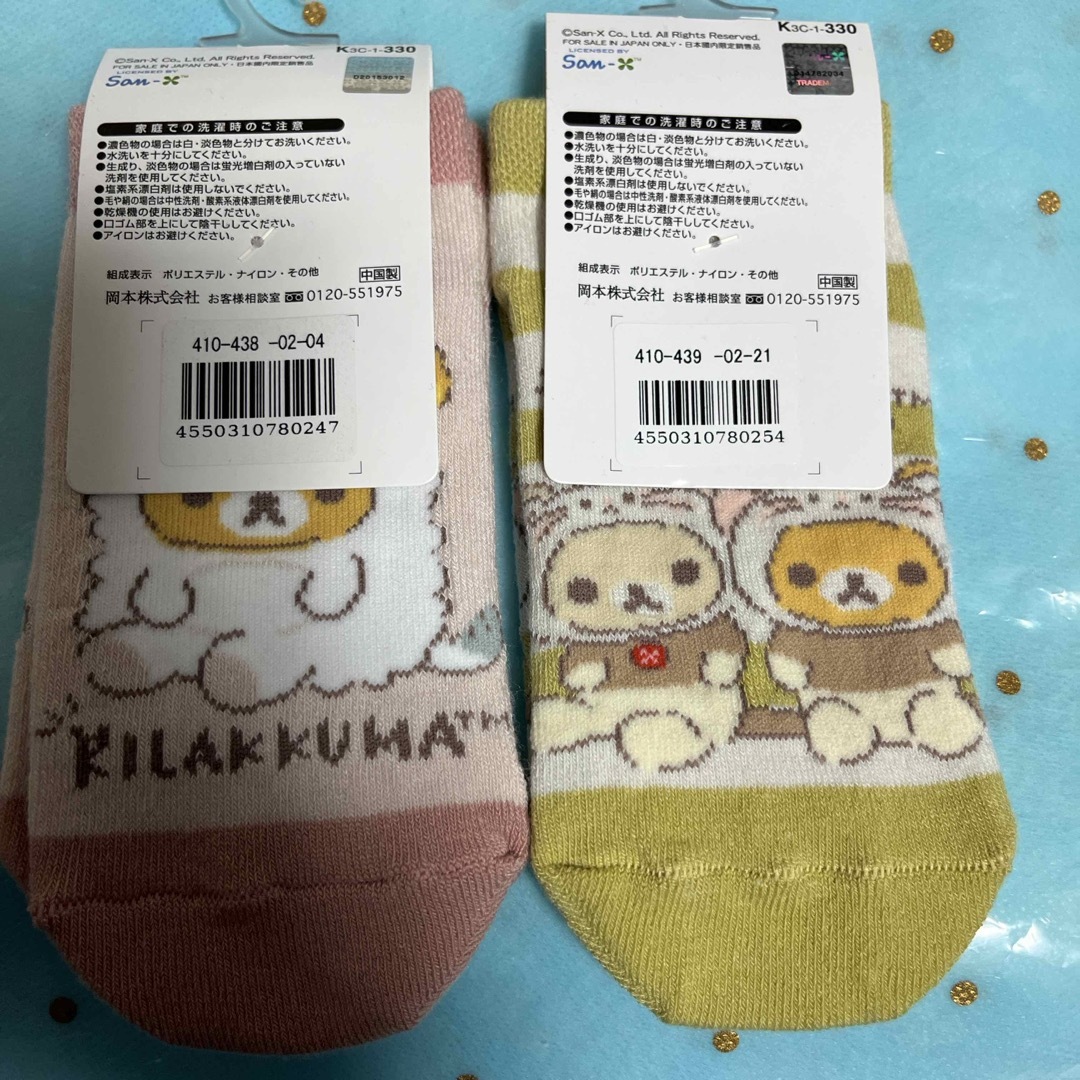 K3C-1-330
©San-X Co., Ltd. All Rights Reserved.
FOR SALE IN JAPAN ONLY・日本國内限定銷售品
LICENSED BY
San-X™
D20153012
家庭での洗濯時のご注意
●濃色物の場合は白・淡色物と分けてお洗いください。
●水洗いを十分にしてください。
●生成り、淡色物の場合は蛍光増白剤の入っていない
洗剤を使用してください。
●塩素系漂白剤は使用しないでください。
●毛や絹の場合は中性洗剤・酸素系液体漂白剤を使用してください。
●乾燥機の使用はお避けください。
●口ゴム部を上にして陰干ししてください。
●アイロンはお避けください。
組成表示 ポリエステル・ナイロン・その他
中国製
岡本株式会社 お客様相談室 0120-551975
410-438 -02-04
4550310780247
RILAKKUMA™
K3C-1-330
©San-X Co., Ltd. All Rights Reserved.
FOR SALE IN JAPAN ONLY・日本國内限定銷售品
LICENSED BY
San-X™
TRADEM
家庭での洗濯時のご注意
●濃色物の場合は白・淡色物と分けてお洗いください。
●水洗いを十分にしてください。
●生成り、淡色物の場合は蛍光増白剤の入っていない
洗剤を使用してください。
●塩素系漂白剤は使用しないでください。
●毛や絹の場合は中性洗剤・酸素系液体漂白剤を使用してください。
●乾燥機の使用はお避けください。
●口ゴム部を上にして陰干ししてください。
●アイロンはお避けください。
組成表示 ポリエステル・ナイロン・その他
中国製
岡本株式会社 お客様相談室 0120-551975
410-439 -02-21
4550310780254
TM